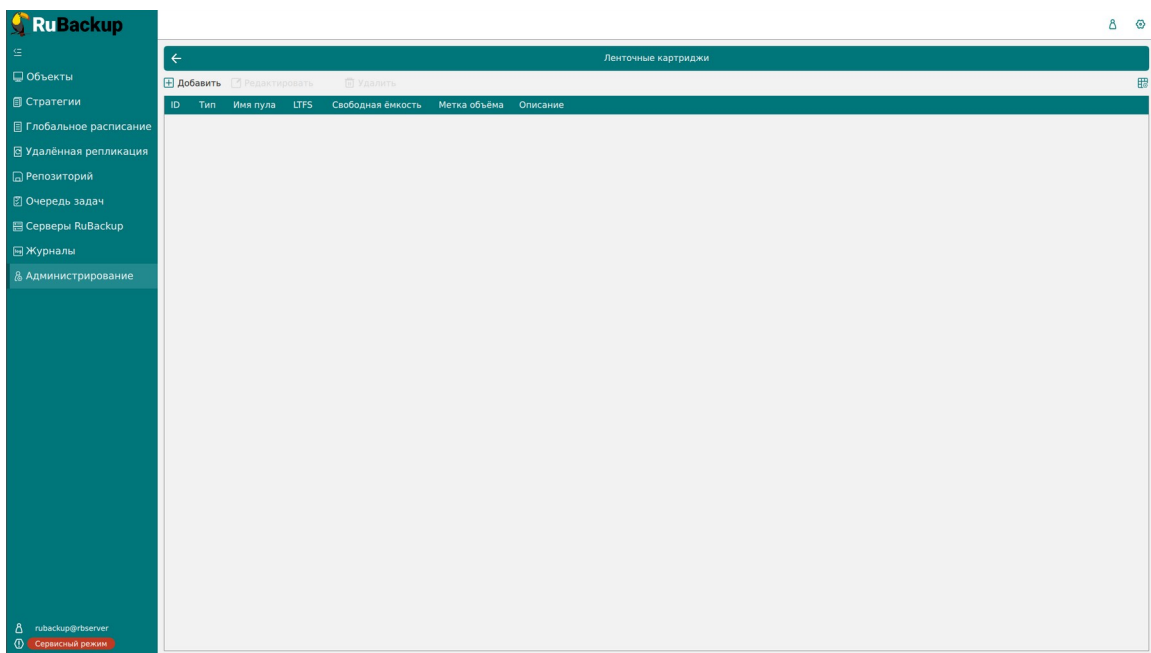 RuBackup
Ленточные картриджи
Объекты
Стратегии
Глобальное расписание
Удалённая репликация
Репозиторий
Очередь задач
Серверы RuBackup
Журналы
Администрирование
Добавить Редактировать Удалить
ID Тип Имя пула LTFS Свободная ёмкость Метка объёма Описание
rubackup@rbserver
Сервисный режим